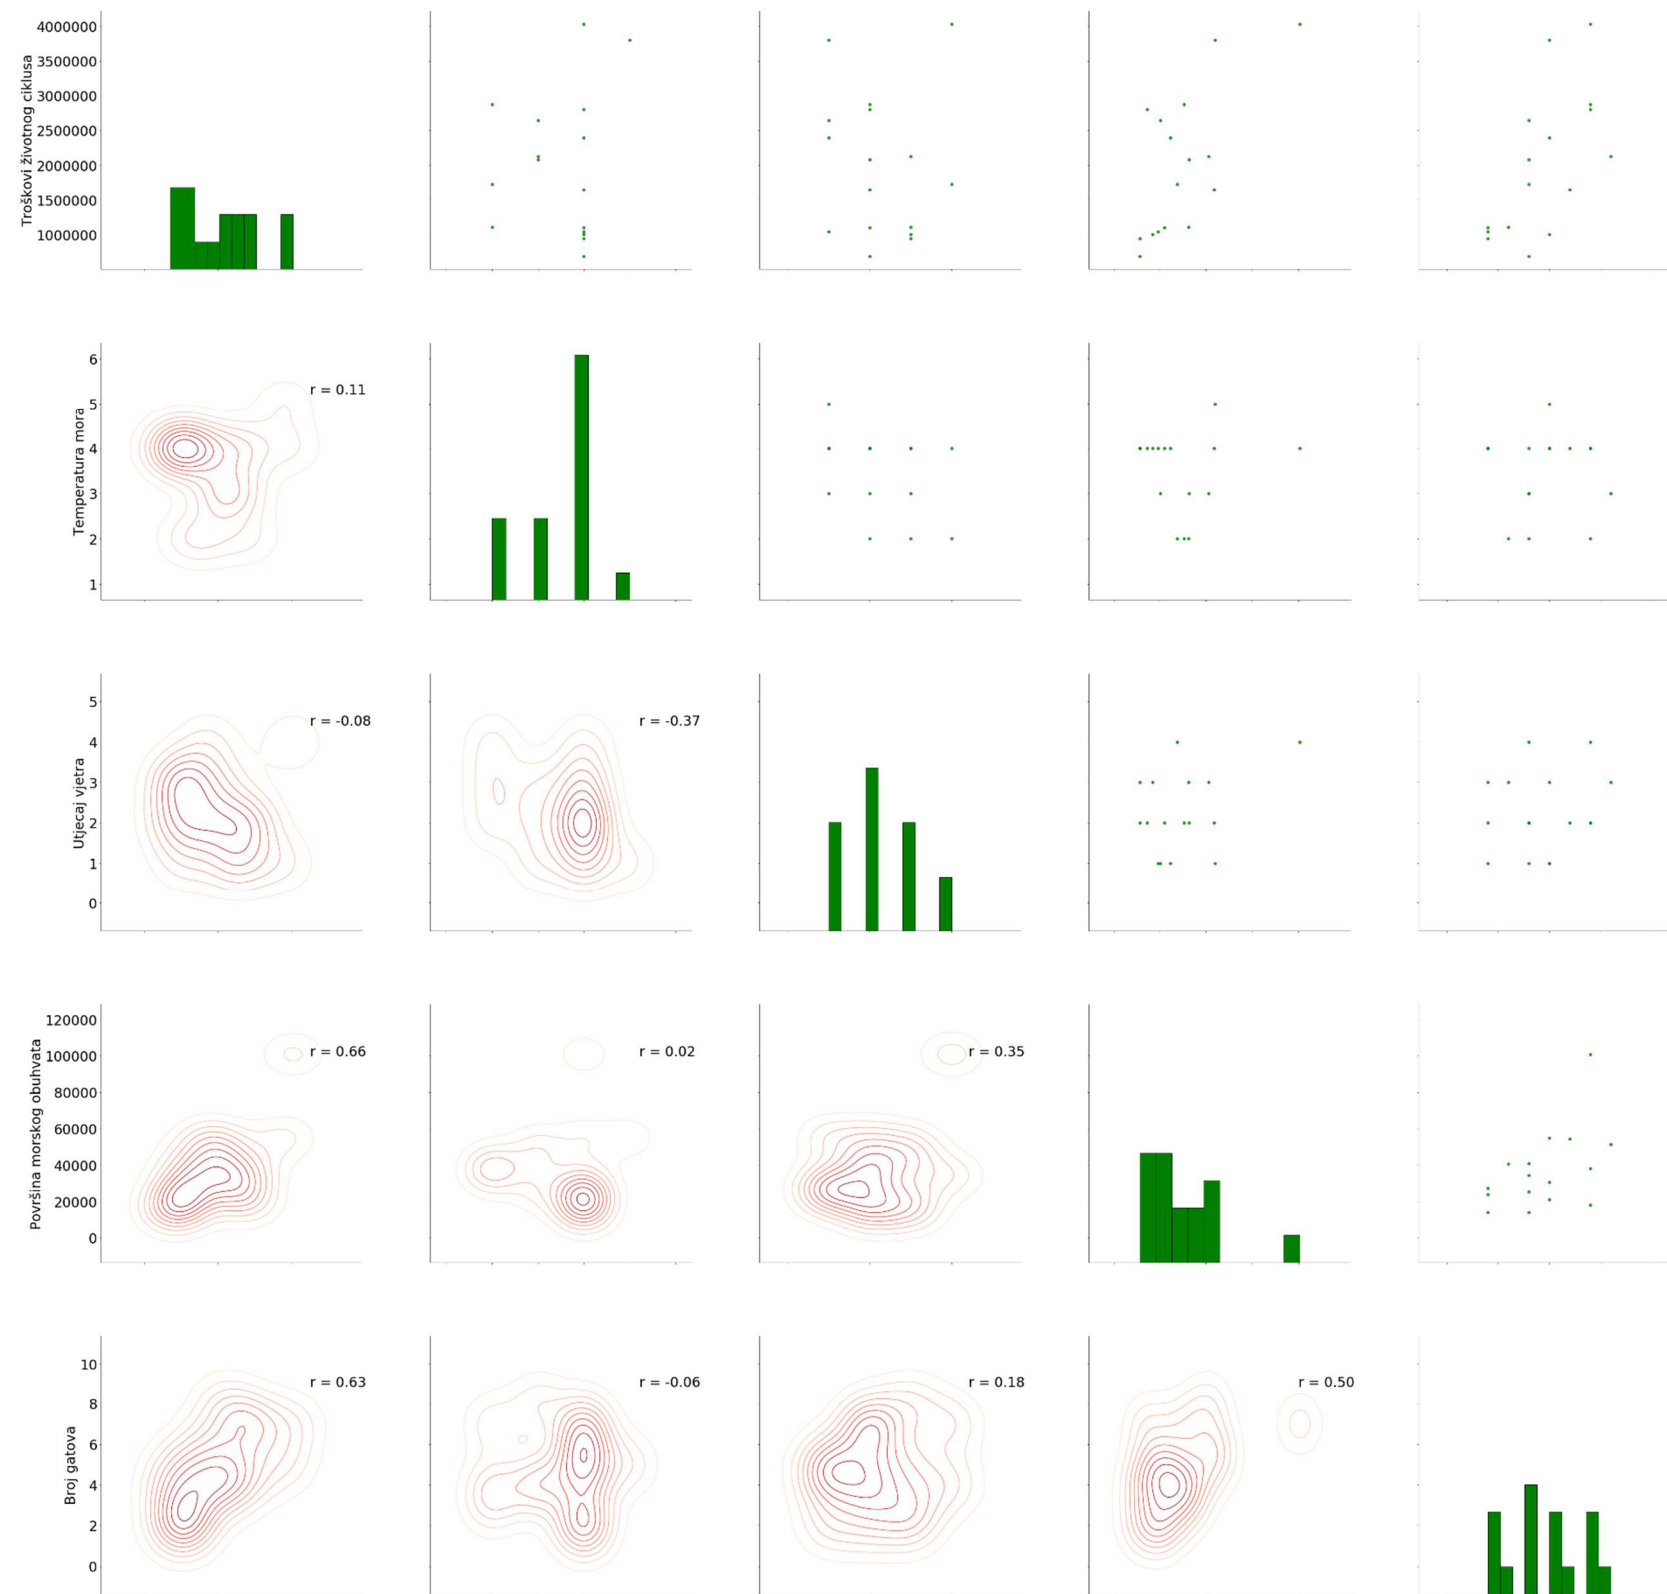 Troškovi životnog ciklusa
4000000
3500000
3000000
2500000
2000000
1500000
1000000
Temperatura mora
6
5
4
3
2
1
r = 0.11
Utjecaj vjetra
5
4
3
2
1
0
r = -0.08
r = -0.37
Površina morskog obuhvata
120000
100000
80000
60000
40000
20000
0
r = 0.66
r = 0.02
r = 0.35
Broj gatova
10
8
6
4
2
0
r = 0.63
r = -0.06
r = 0.18
r = 0.50